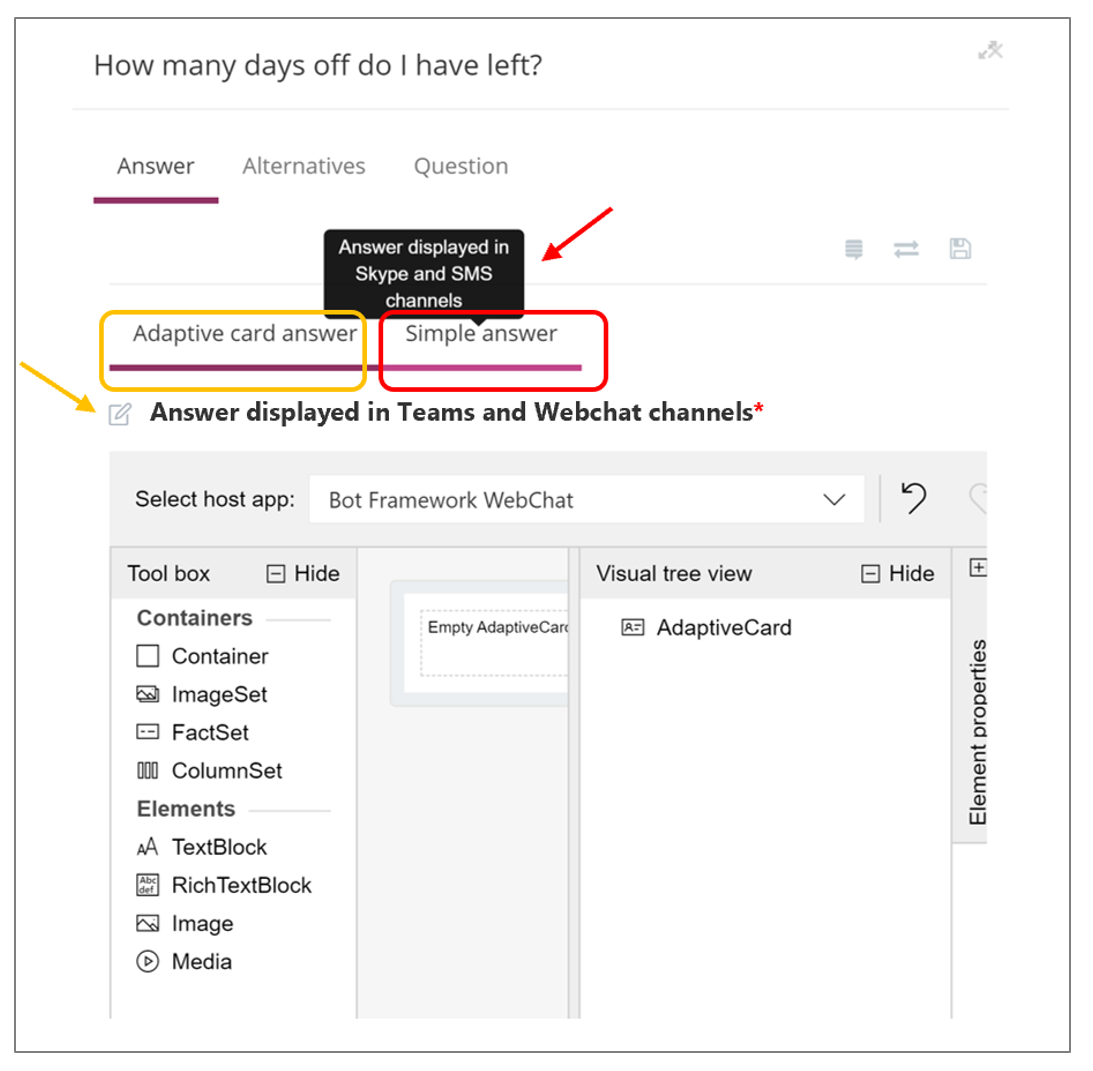 How many days off do I have left?
Answer Alternatives Question
Answer displayed in
Skype and SMS
channels
Adaptive card answer Simple answer
Answer displayed in Teams and Webchat channels*
Select host app: Bot Framework WebChat
Tool box Hide
Containers
Container
ImageSet
FactSet
ColumnSet
Elements
TextBlock
RichTextBlock
Image
Media
Empty AdaptiveCard
Visual tree view Hide
AdaptiveCard
Element properties